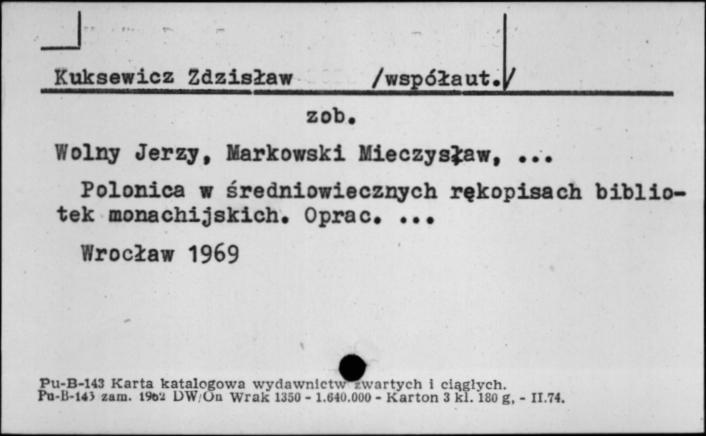 Kuksewicz Zdzisław /współaut./
zob.
Wolny Jerzy, Markowski Mieczysław, ...
Polonica w średniowiecznych rękopisach biblio-
tek monachijskich. Oprac. ...
Wrocław 1969
Pu-B-143 Karta katalogowa wydawnictw zwartych i ciągłych.
Pu-B-143 zam. 1962 DW/On Wrak 1350 - 1.640.000 - Karton 3 kl. 180 g, - II.74.